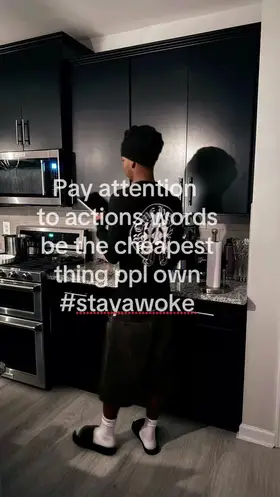 Pay attention
to actions words
be the cheapest
thing ppl own
#stayawoke